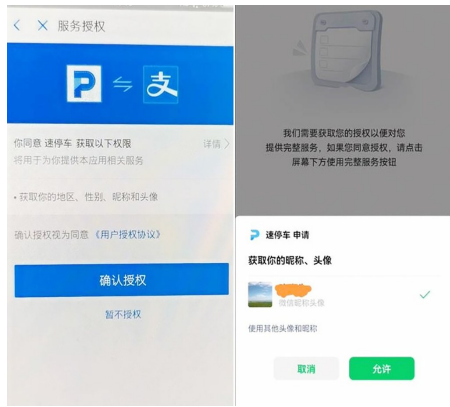 服务授权
支
你同意 速停车 获取以下权限
详情
将用于为你提供本应用相关服务
• 获取你的地区、性别、昵称和头像
确认授权视为同意《用户授权协议》
确认授权
暂不授权
我们需要获取您的授权以便对您
提供完整服务，如果您同意授权，请点击
屏幕下方使用完整服务按钮
速停车 申请
获取你的昵称、头像
微信昵称头像
使用其他头像和昵称
取消
允许